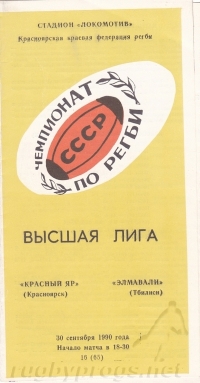 СТАДИОН «ЛОКОМОТИВ»
Красноярская краевая федерация регби
ЧЕМПИОНАТ
СССР
ПО РЕГБИ
ВЫСШАЯ ЛИГА
«КРАСНЫЙ ЯР» «ЭЛМАВАЛИ»
(Красноярск) (Тбилиси)
30 сентября 1990 года
Начало матча в 18-30
rugbyprogs.net